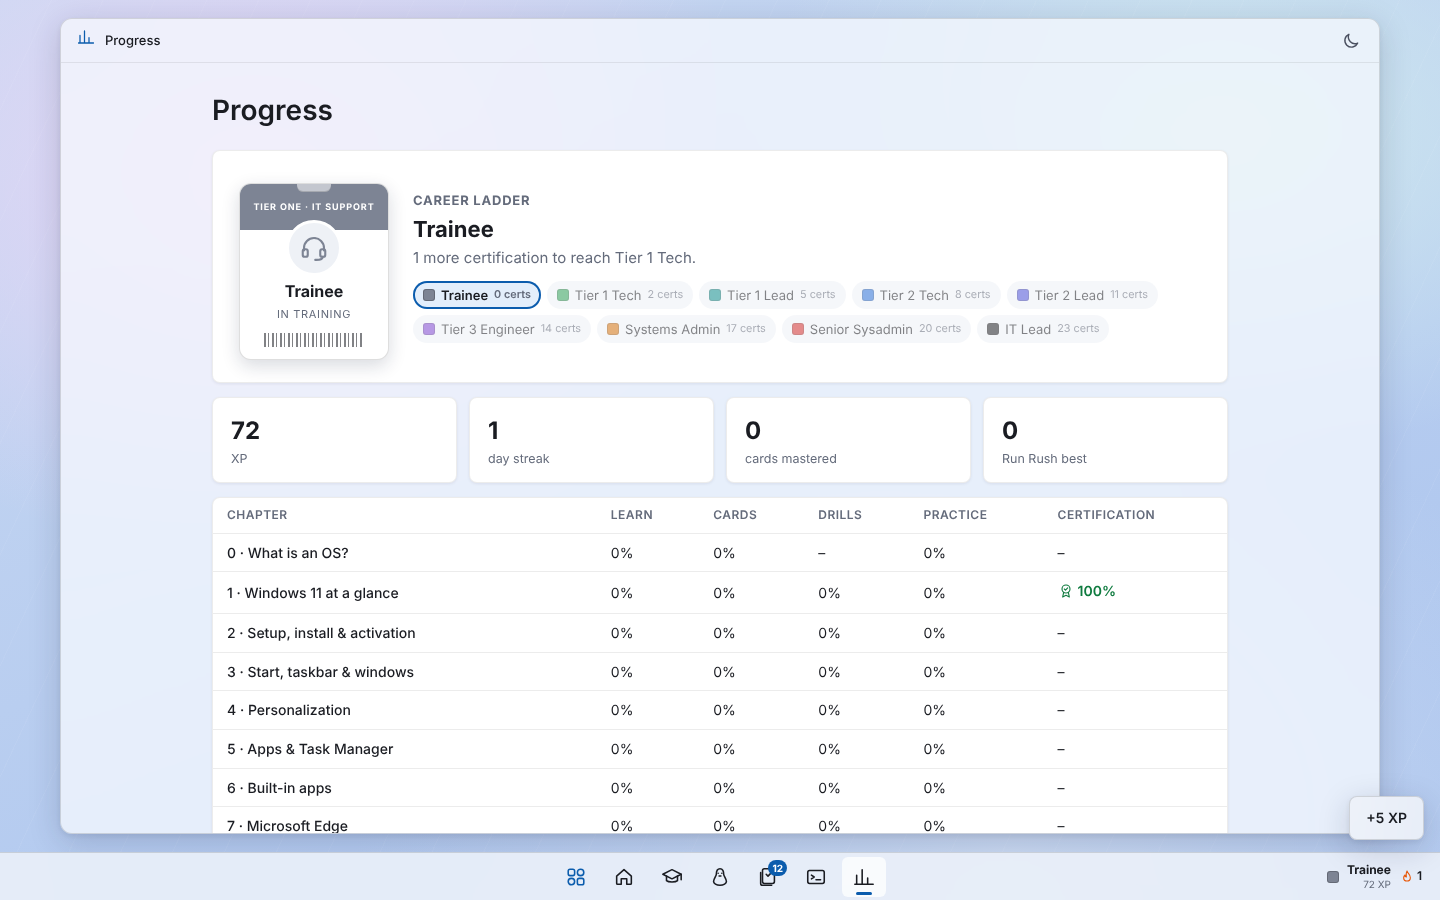 Progress
Progress
TIER ONE · IT SUPPORT
Trainee
IN TRAINING
CAREER LADDER
Trainee
1 more certification to reach Tier 1 Tech.
Trainee 0 certs
Tier 1 Tech 2 certs
Tier 1 Lead 5 certs
Tier 2 Tech 8 certs
Tier 2 Lead 11 certs
Tier 3 Engineer 14 certs
Systems Admin 17 certs
Senior Sysadmin 20 certs
IT Lead 23 certs
72
XP
1
day streak
0
cards mastered
0
Run Rush best
CHAPTER LEARN CARDS DRILLS PRACTICE CERTIFICATION
0 · What is an OS? 0% 0% – 0% –
1 · Windows 11 at a glance 0% 0% 0% 0% 100%
2 · Setup, install & activation 0% 0% 0% 0% –
3 · Start, taskbar & windows 0% 0% 0% 0% –
4 · Personalization 0% 0% 0% 0% –
5 · Apps & Task Manager 0% 0% 0% 0% –
6 · Built-in apps 0% 0% 0% 0% –
7 · Microsoft Edge 0% 0% 0% 0% –
+5 XP
12
Trainee
72 XP
1